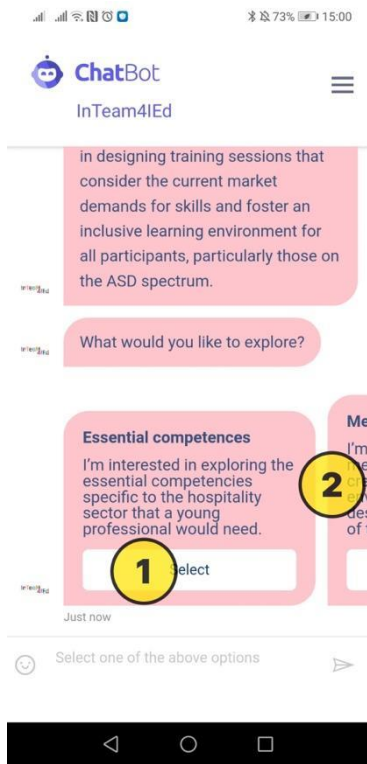 73% 15:00
ChatBot
InTeam4IEd
in designing training sessions that
consider the current market
demands for skills and foster an
inclusive learning environment for
all participants, particularly those on
the ASD spectrum.
What would you like to explore?
Essential competences
I'm interested in exploring the
essential competencies
specific to the hospitality
sector that a young
professional would need.
1 Select
Me
I'm
2
of
Just now
Select one of the above options